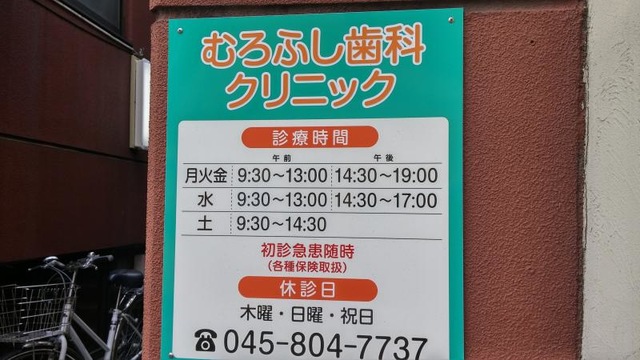 むろふし歯科
クリニック
診療時間
午前 午後
月火金 9:30～13:00 14:30～19:00
水 9:30～13:00 14:30～17:00
土 9:30～14:30
初診急患随時
（各種保険取扱）
休診日
木曜・日曜・祝日
☎045-804-7737